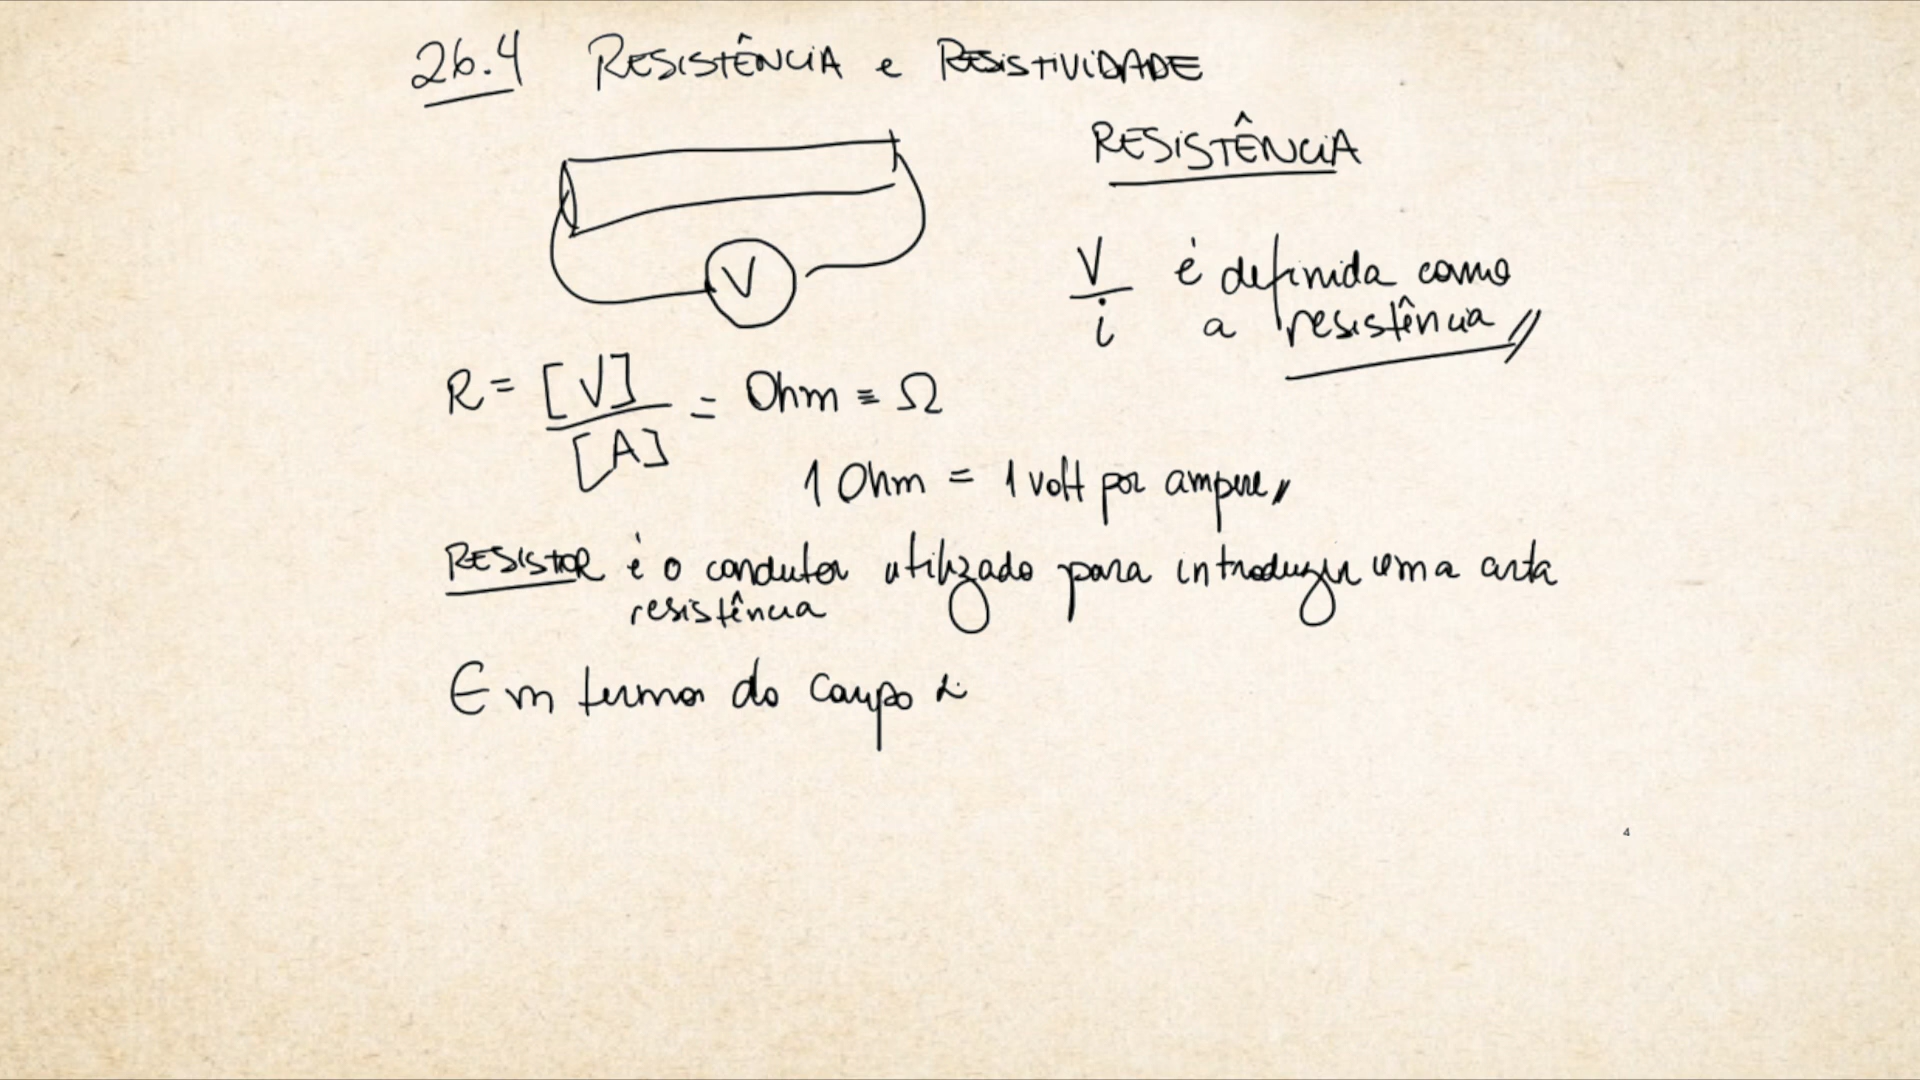 26.4 RESISTÊNCIA e RESISTIVIDADE
RESISTÊNCIA
V
V/i é definida como
a resistência //
R = [V]/[A] = Ohm ≡ Ω
1 Ohm = 1 volt por ampere //
RESISTOR é o condutor utilizado para introduzir uma certa
resistência
Em termos do campo
4